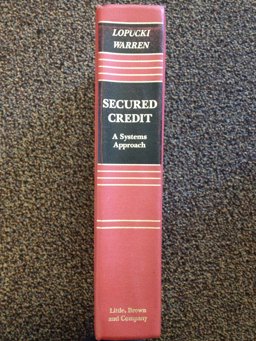 LOPUCKI
WARREN
SECURED
CREDIT
A Systems
Approach
Little, Brown
and Company